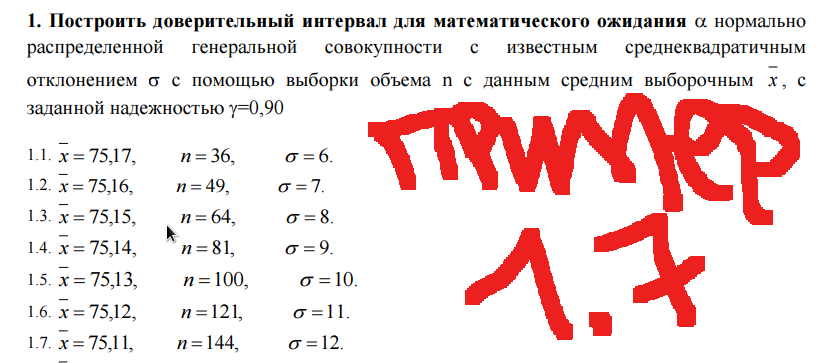 1. Построить доверительный интервал для математического ожидания α нормально
распределенной генеральной совокупности с известным среднеквадратичным
отклонением σ с помощью выборки объема n с данным средним выборочным x̅, с
заданной надежностью γ=0,90
1.1. x̅ = 75,17, n = 36, σ = 6.
1.2. x̅ = 75,16, n = 49, σ = 7.
1.3. x̅ = 75,15, n = 64, σ = 8.
1.4. x̅ = 75,14, n = 81, σ = 9.
1.5. x̅ = 75,13, n = 100, σ = 10.
1.6. x̅ = 75,12, n = 121, σ = 11.
1.7. x̅ = 75,11, n = 144, σ = 12.
ПРИМЕР
1.7